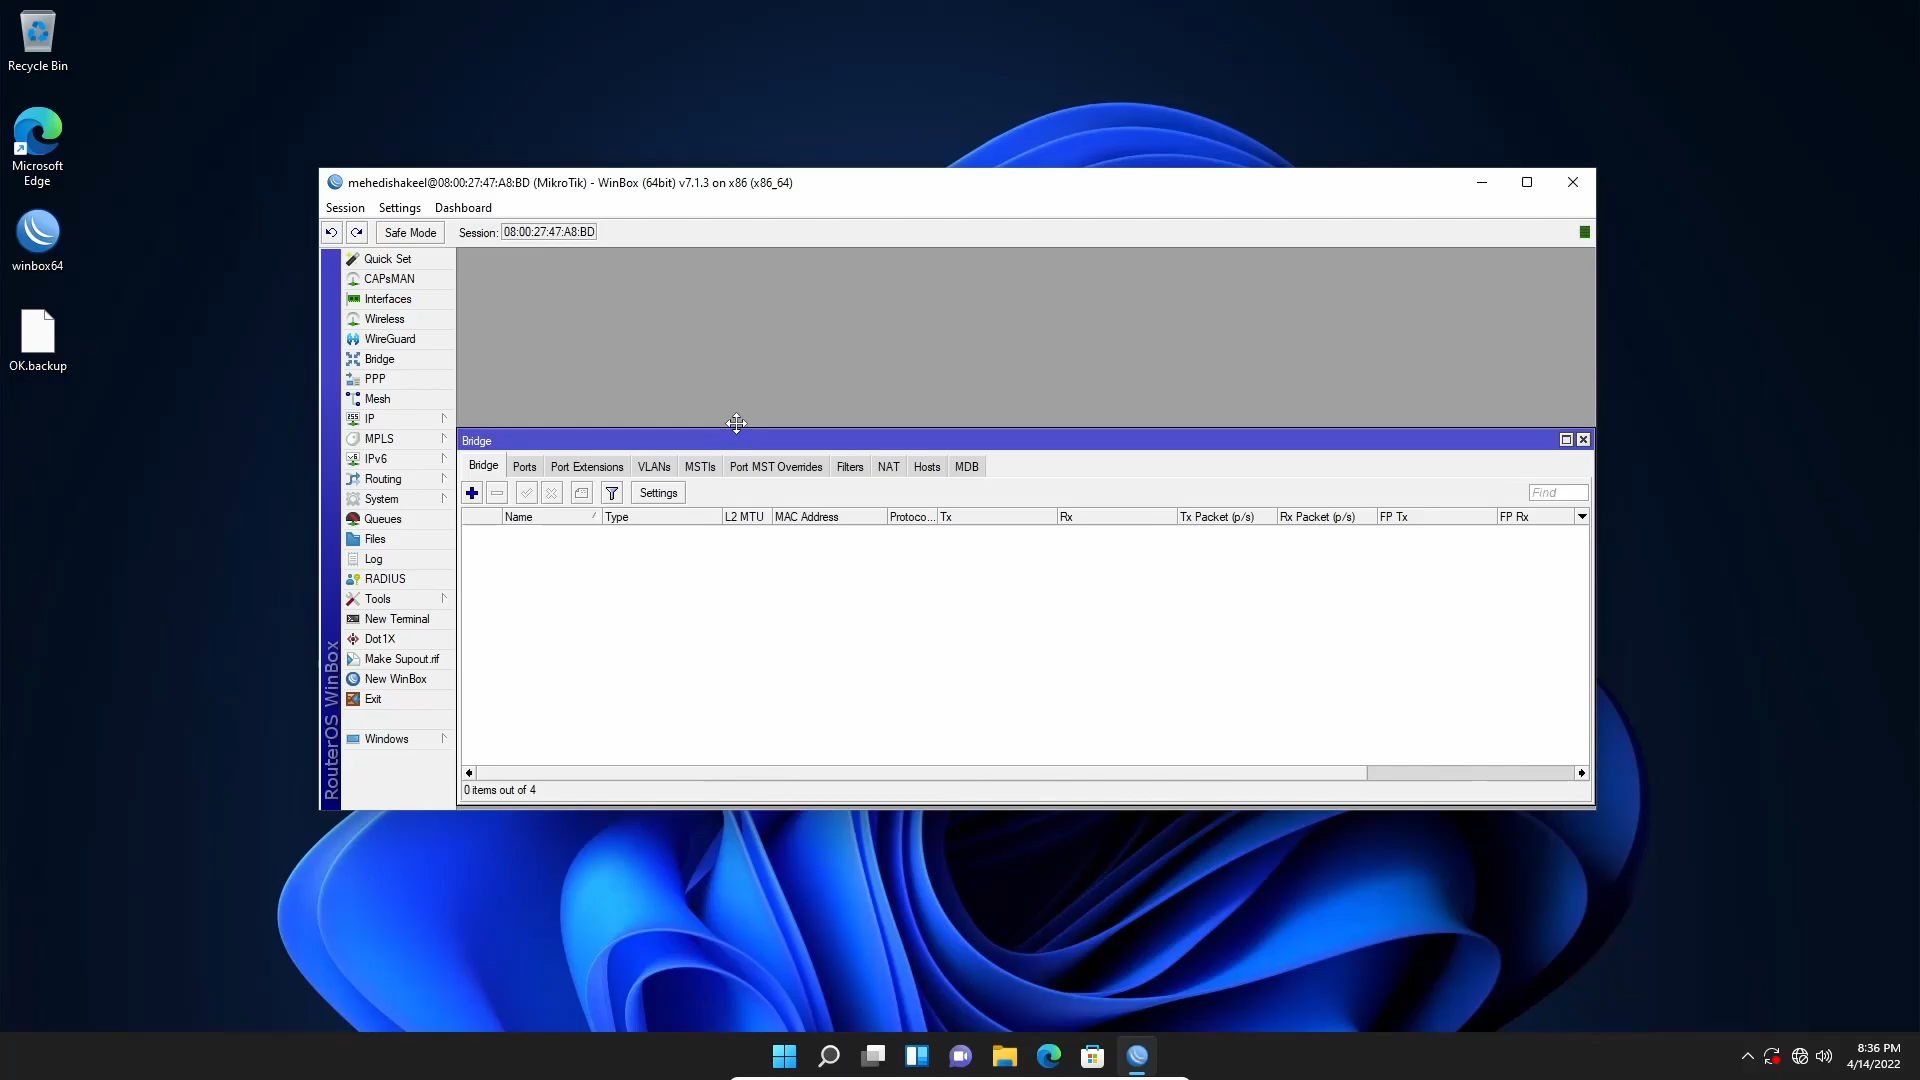 Recycle Bin
Microsoft
Edge
winbox64
OK.backup
mehedishakeel@08:00:27:47:A8:BD (MikroTik) - WinBox (64bit) v7.1.3 on x86 (x86_64)
Session Settings Dashboard
Safe Mode Session: 08:00:27:47:A8:BD
RouterOS WinBox
Quick Set
CAPsMAN
Interfaces
Wireless
WireGuard
Bridge
PPP
Mesh
IP
MPLS
IPv6
Routing
System
Queues
Files
Log
RADIUS
Tools
New Terminal
Dot1X
Make Supout.rif
New WinBox
Exit
Windows
Bridge
Bridge Ports Port Extensions VLANs MSTIs Port MST Overrides Filters NAT Hosts MDB
Settings Find
Name Type L2 MTU MAC Address Protoco... Tx Rx Tx Packet (p/s) Rx Packet (p/s) FP Tx FP Rx
0 items out of 4
8:36 PM
4/14/2022